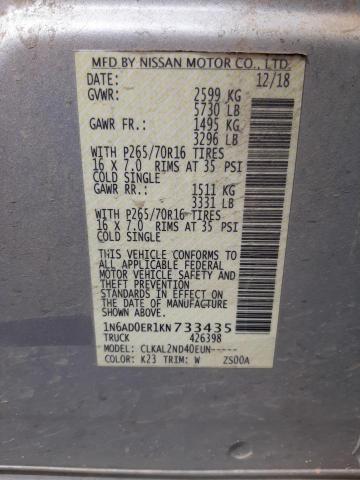 MFD BY NISSAN MOTOR CO., LTD.
DATE: 12/18
GVWR: 2599 KG
5730 LB
GAWR FR.: 1495 KG
3296 LB
WITH P265/70R16 TIRES
16 X 7.0 RIMS AT 35 PSI
COLD SINGLE
GAWR RR.: 1511 KG
3331 LB
WITH P265/70R16 TIRES
16 X 7.0 RIMS AT 35 PSI
COLD SINGLE
THIS VEHICLE CONFORMS TO
ALL APPLICABLE FEDERAL
MOTOR VEHICLE SAFETY AND
AND THEFT PREVENTION
STANDARDS IN EFFECT ON
THE DATE OF MANUFACTURE
SHOWN ABOVE.
1N6AD0ER1KN733435
TRUCK 426398
MODEL: CLKAL2ND40EUN-----
COLOR: K23 TRIM: W ZS00A